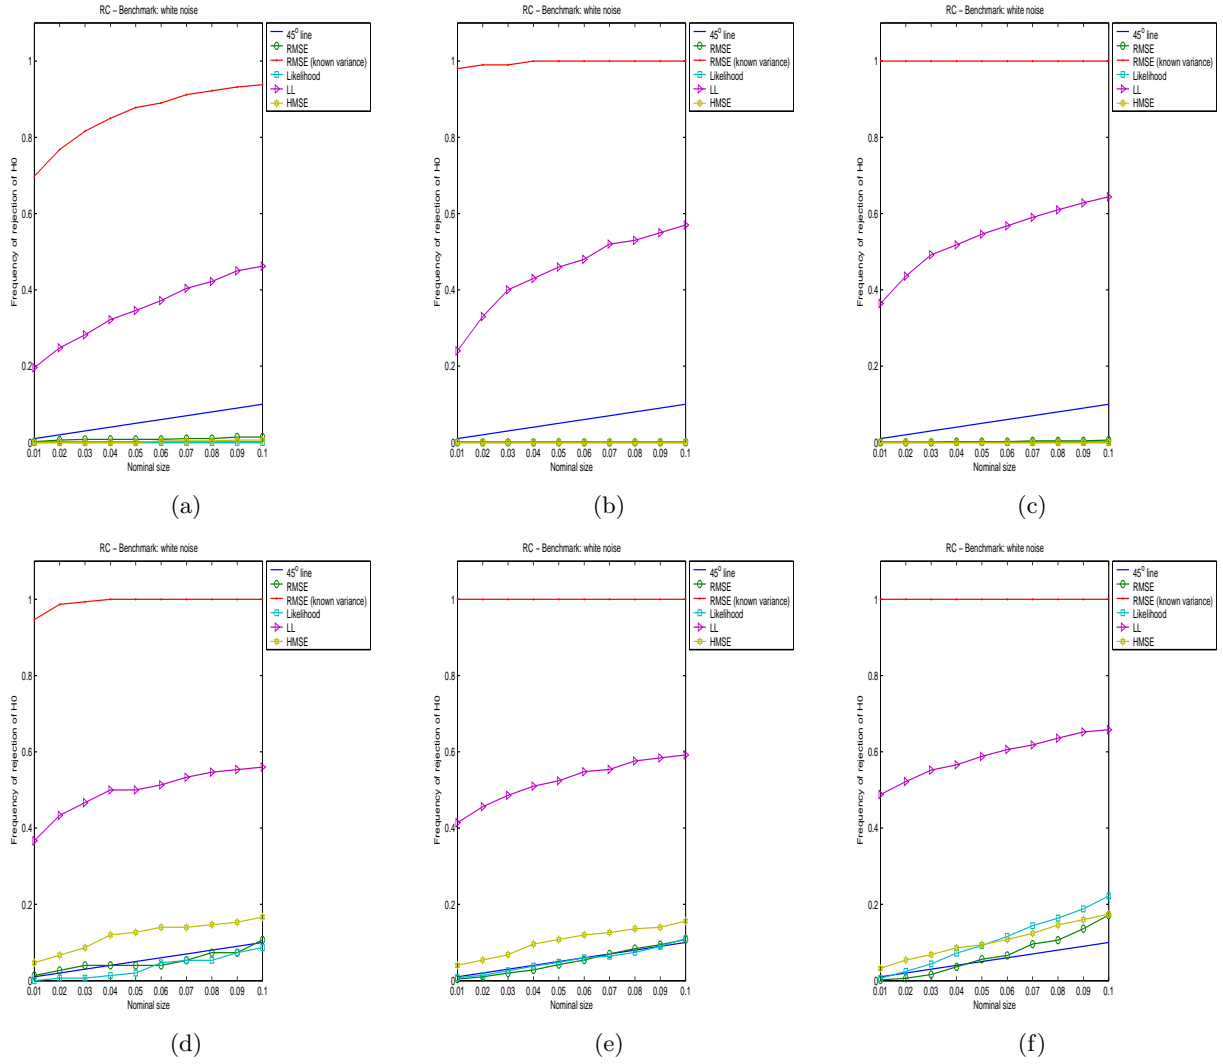 RC – Benchmark: white noise
45° line
RMSE
RMSE (known variance)
Likelihood
LL
HMSE
Frequency of rejection of H0
1
0.8
0.6
0.4
0.2
0
0.01 0.02 0.03 0.04 0.05 0.06 0.07 0.08 0.09 0.1
Nominal size
(a)
RC – Benchmark: white noise
45° line
RMSE
RMSE (known variance)
Likelihood
LL
HMSE
Frequency of rejection of H0
1
0.8
0.6
0.4
0.2
0
0.01 0.02 0.03 0.04 0.05 0.06 0.07 0.08 0.09 0.1
Nominal size
(b)
RC – Benchmark: white noise
45° line
RMSE
RMSE (known variance)
Likelihood
LL
HMSE
Frequency of rejection of H0
1
0.8
0.6
0.4
0.2
0
0.01 0.02 0.03 0.04 0.05 0.06 0.07 0.08 0.09 0.1
Nominal size
(c)
RC – Benchmark: white noise
45° line
RMSE
RMSE (known variance)
Likelihood
LL
HMSE
Frequency of rejection of H0
1
0.8
0.6
0.4
0.2
0
0.01 0.02 0.03 0.04 0.05 0.06 0.07 0.08 0.09 0.1
Nominal size
(d)
RC – Benchmark: white noise
45° line
RMSE
RMSE (known variance)
Likelihood
LL
HMSE
Frequency of rejection of H0
1
0.8
0.6
0.4
0.2
0
0.01 0.02 0.03 0.04 0.05 0.06 0.07 0.08 0.09 0.1
Nominal size
(e)
RC – Benchmark: white noise
45° line
RMSE
RMSE (known variance)
Likelihood
LL
HMSE
Frequency of rejection of H0
1
0.8
0.6
0.4
0.2
0
0.01 0.02 0.03 0.04 0.05 0.06 0.07 0.08 0.09 0.1
Nominal size
(f)